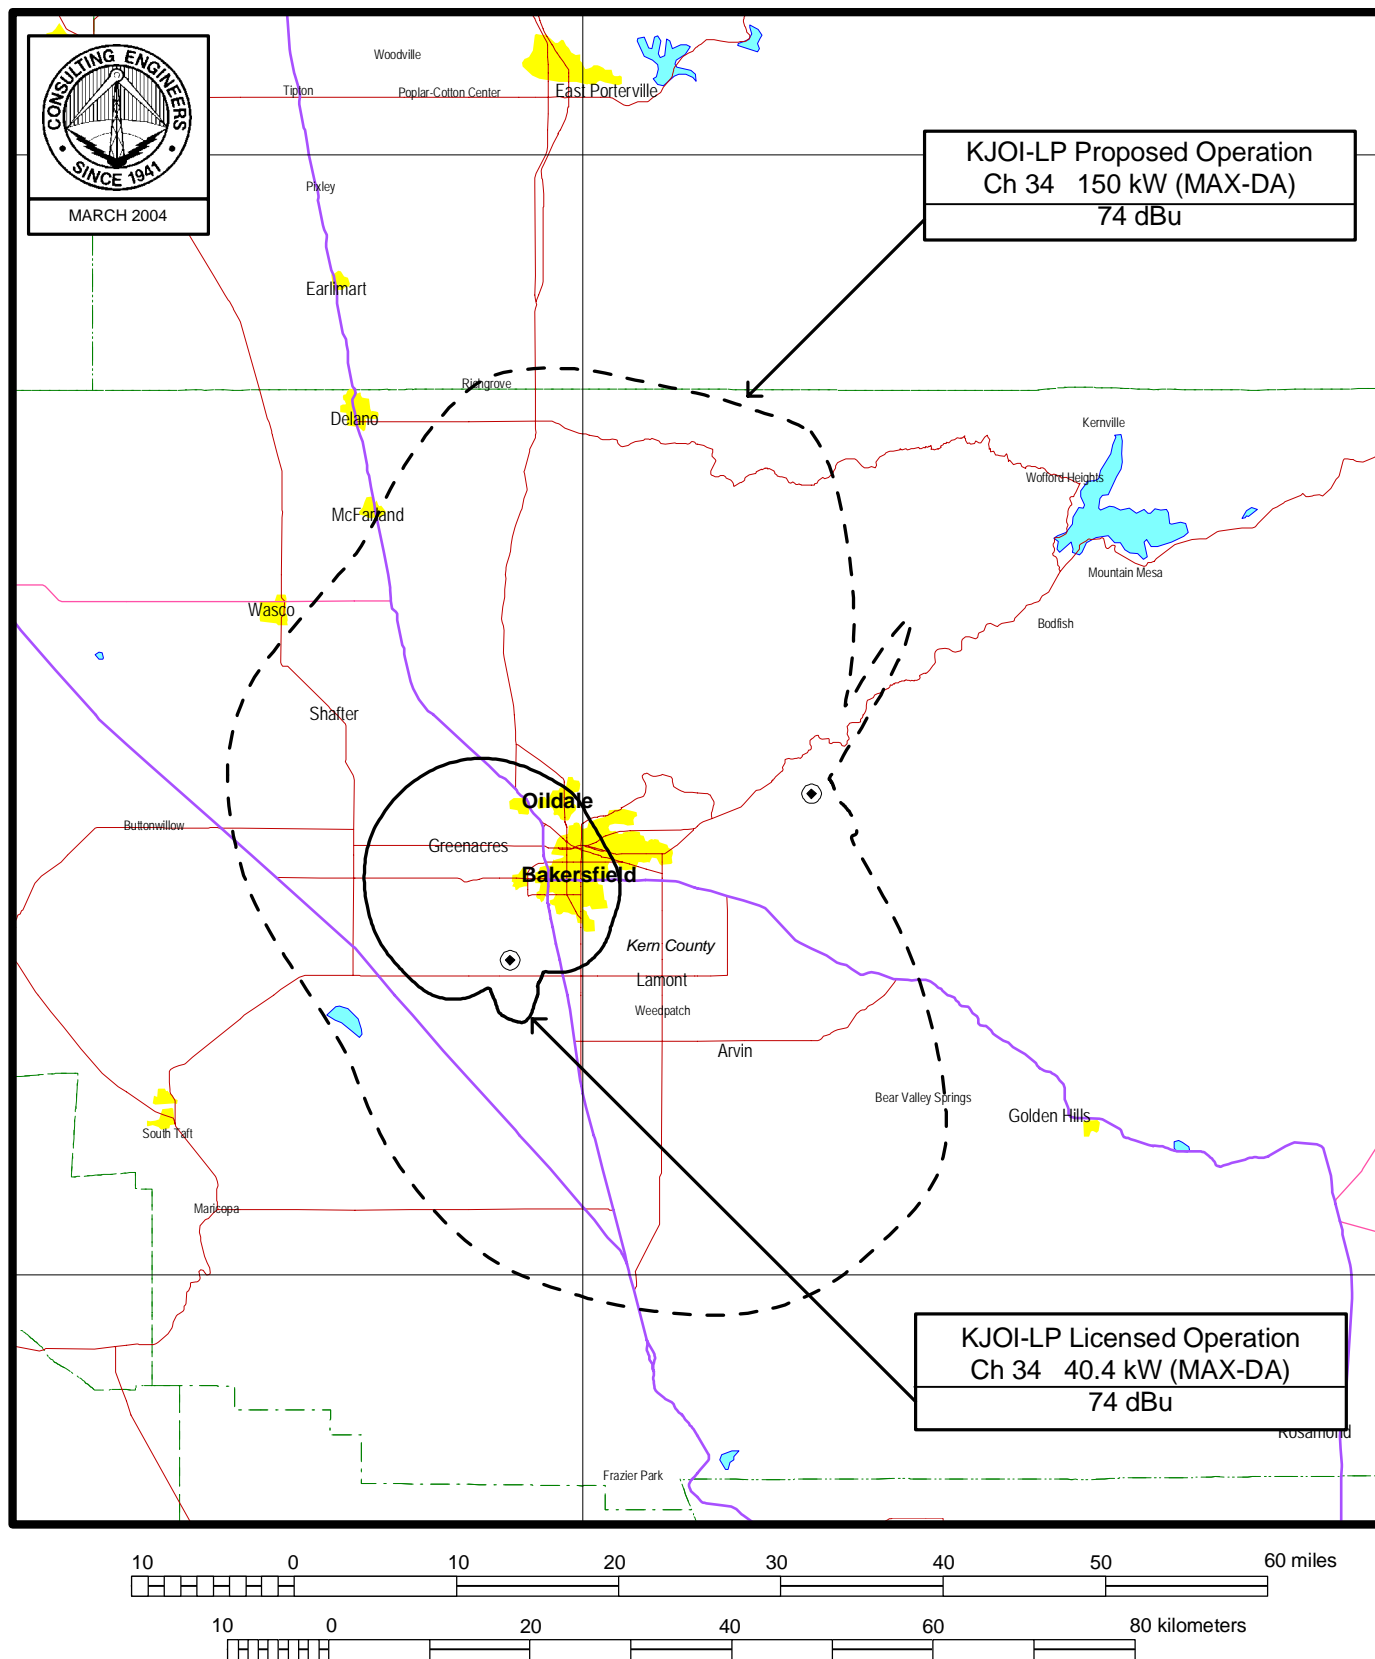 CONSULTING ENGINEERS
• SINCE 1941 •
MARCH 2004
Woodville
Tipton
Poplar-Cotton Center
East Porterville
KJOI-LP Proposed Operation
Ch 34 150 kW (MAX-DA)
74 dBu
Pixley
Earlimart
Richgrove
Delano
Kernville
Wofford Heights
McFarland
Mountain Mesa
Wasco
Bodfish
Shafter
Oildale
Buttonwillow
Greenacres
Bakersfield
Kern County
Lamont
Weedpatch
Arvin
Bear Valley Springs
Golden Hills
South Taft
Maricopa
KJOI-LP Licensed Operation
Ch 34 40.4 kW (MAX-DA)
74 dBu
Rosamond
Frazier Park
10 0 10 20 30 40 50 60 miles
10 0 20 40 60 80 kilometers